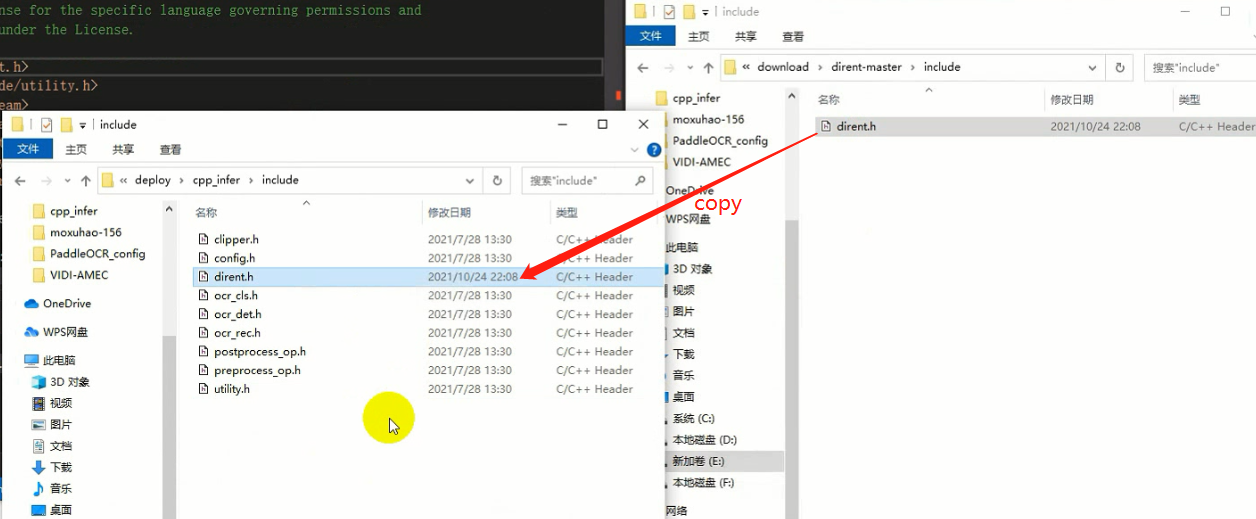 nse for the specific language governing permissions and
under the License.
t.h>
de/utility.h>
eam>
include
文件 主页 共享 查看
« download › dirent-master › include
搜索"include"
cpp_infer
moxuhao-156
PaddleOCR_config
VIDI-AMEC
OneDrive
WPS网盘
此电脑
3D 对象
视频
图片
文档
下载
音乐
桌面
系统 (C:)
本地磁盘 (D:)
新加卷 (E:)
本地磁盘 (F:)
网络
名称 修改日期 类型
dirent.h 2021/10/24 22:08 C/C++ Header
copy
include
文件 主页 共享 查看
« deploy › cpp_infer › include
搜索"include"
cpp_infer
moxuhao-156
PaddleOCR_config
VIDI-AMEC
OneDrive
WPS网盘
此电脑
3D 对象
视频
图片
文档
下载
音乐
桌面
名称 修改日期 类型
clipper.h 2021/7/28 13:30 C/C++ Header
config.h 2021/7/28 13:30 C/C++ Header
dirent.h 2021/10/24 22:08 C/C++ Header
ocr_cls.h 2021/7/28 13:30 C/C++ Header
ocr_det.h 2021/7/28 13:30 C/C++ Header
ocr_rec.h 2021/7/28 13:30 C/C++ Header
postprocess_op.h 2021/7/28 13:30 C/C++ Header
preprocess_op.h 2021/7/28 13:30 C/C++ Header
utility.h 2021/7/28 13:30 C/C++ Header